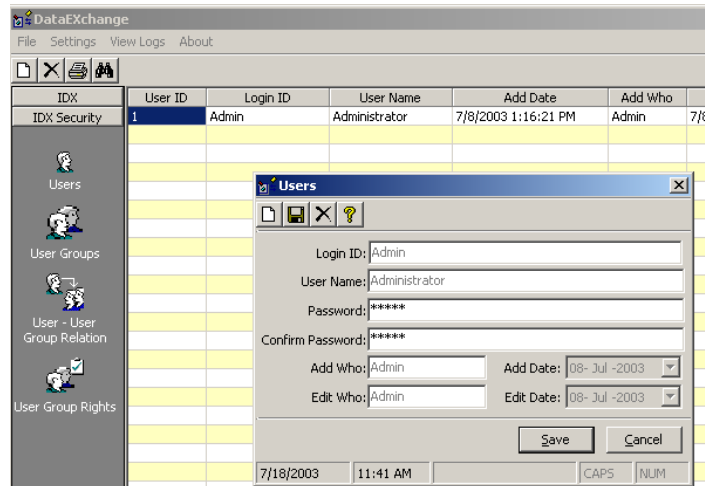 DataEXchange
File Settings View Logs About
IDX
IDX Security
Users
User Groups
User - User
Group Relation
User Group Rights
User ID Login ID User Name Add Date Add Who
1 Admin Administrator 7/8/2003 1:16:21 PM Admin 7/8
Users
Login ID: Admin
User Name: Administrator
Password: *****
Confirm Password: *****
Add Who: Admin Add Date: 08- Jul -2003
Edit Who: Admin Edit Date: 08- Jul -2003
Save Cancel
7/18/2003 11:41 AM CAPS NUM